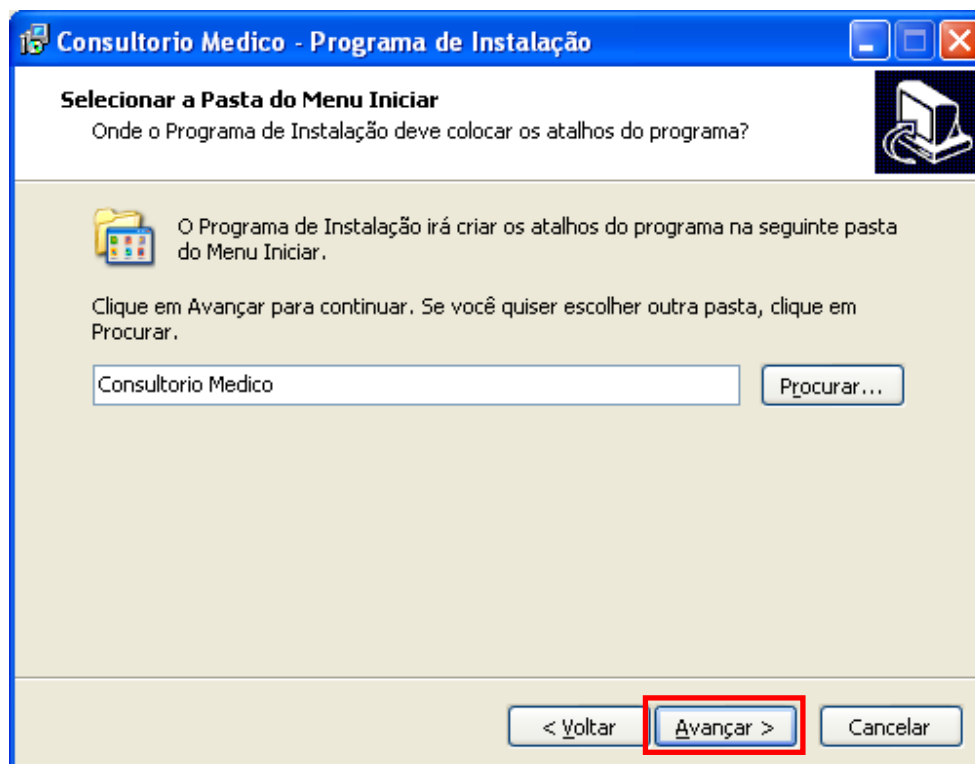 Consultorio Medico - Programa de Instalação
Selecionar a Pasta do Menu Iniciar
Onde o Programa de Instalação deve colocar os atalhos do programa?
O Programa de Instalação irá criar os atalhos do programa na seguinte pasta
do Menu Iniciar.
Clique em Avançar para continuar. Se você quiser escolher outra pasta, clique em
Procurar.
Consultorio Medico
Procurar...
< Voltar
Avançar >
Cancelar